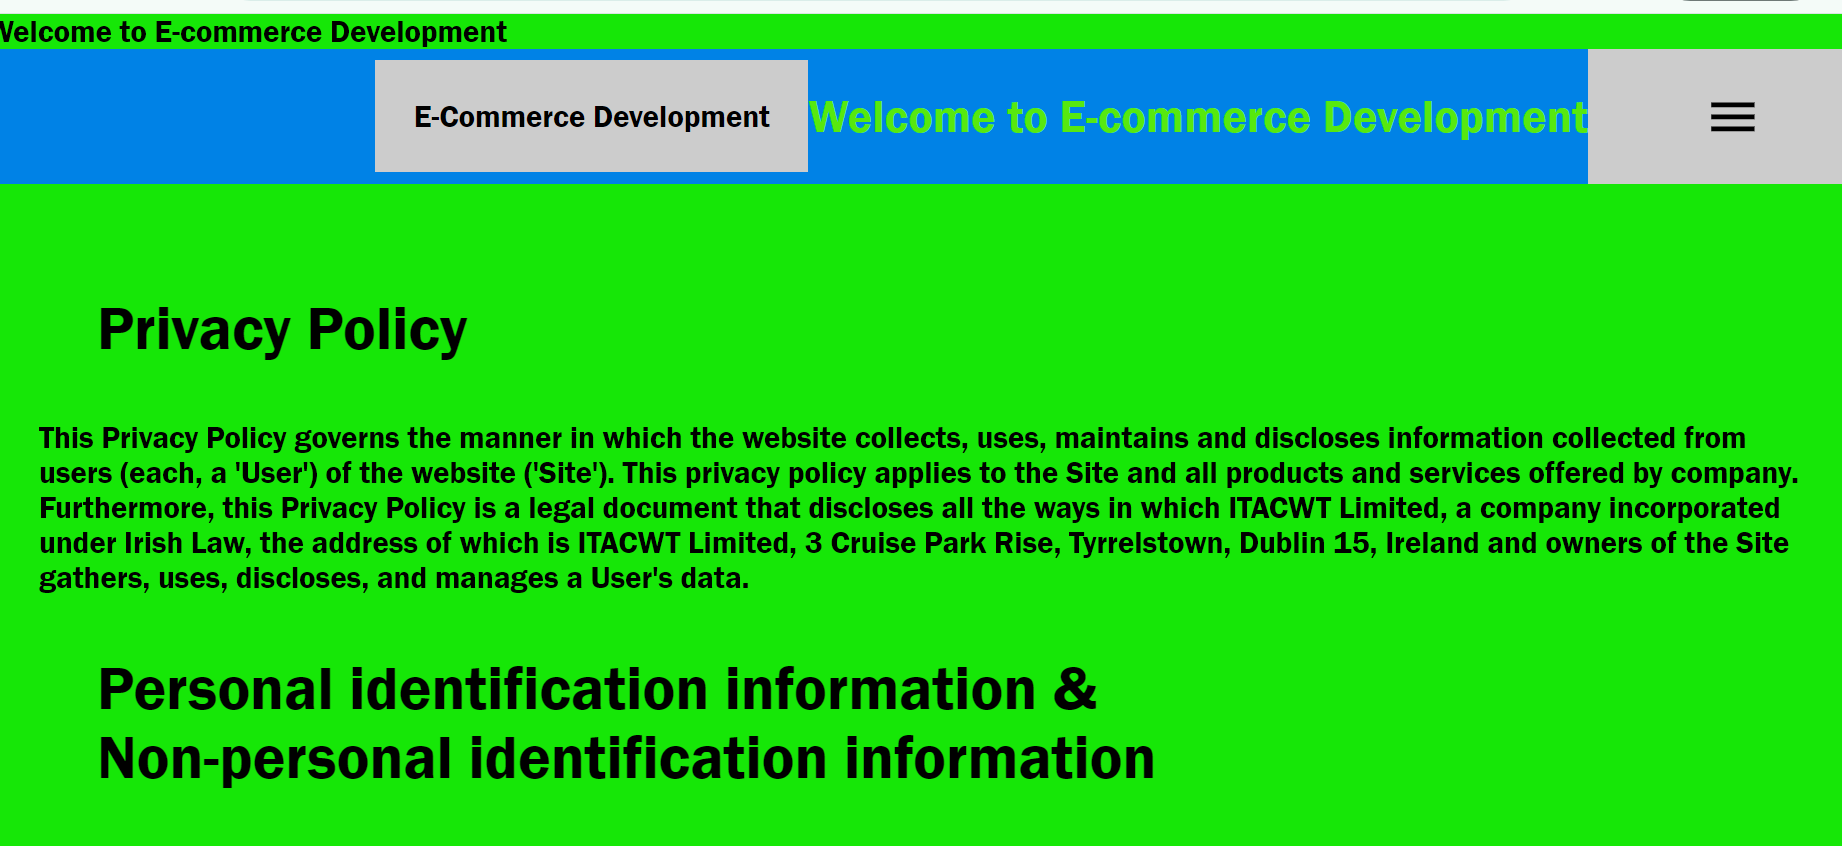 Welcome to E-commerce Development
E-Commerce Development
Welcome to E-commerce Development
Privacy Policy
This Privacy Policy governs the manner in which the website collects, uses, maintains and discloses information collected from
users (each, a 'User') of the website ('Site'). This privacy policy applies to the Site and all products and services offered by company.
Furthermore, this Privacy Policy is a legal document that discloses all the ways in which ITACWT Limited, a company incorporated
under Irish Law, the address of which is ITACWT Limited, 3 Cruise Park Rise, Tyrrelstown, Dublin 15, Ireland and owners of the Site
gathers, uses, discloses, and manages a User's data.
Personal identification information &
Non-personal identification information